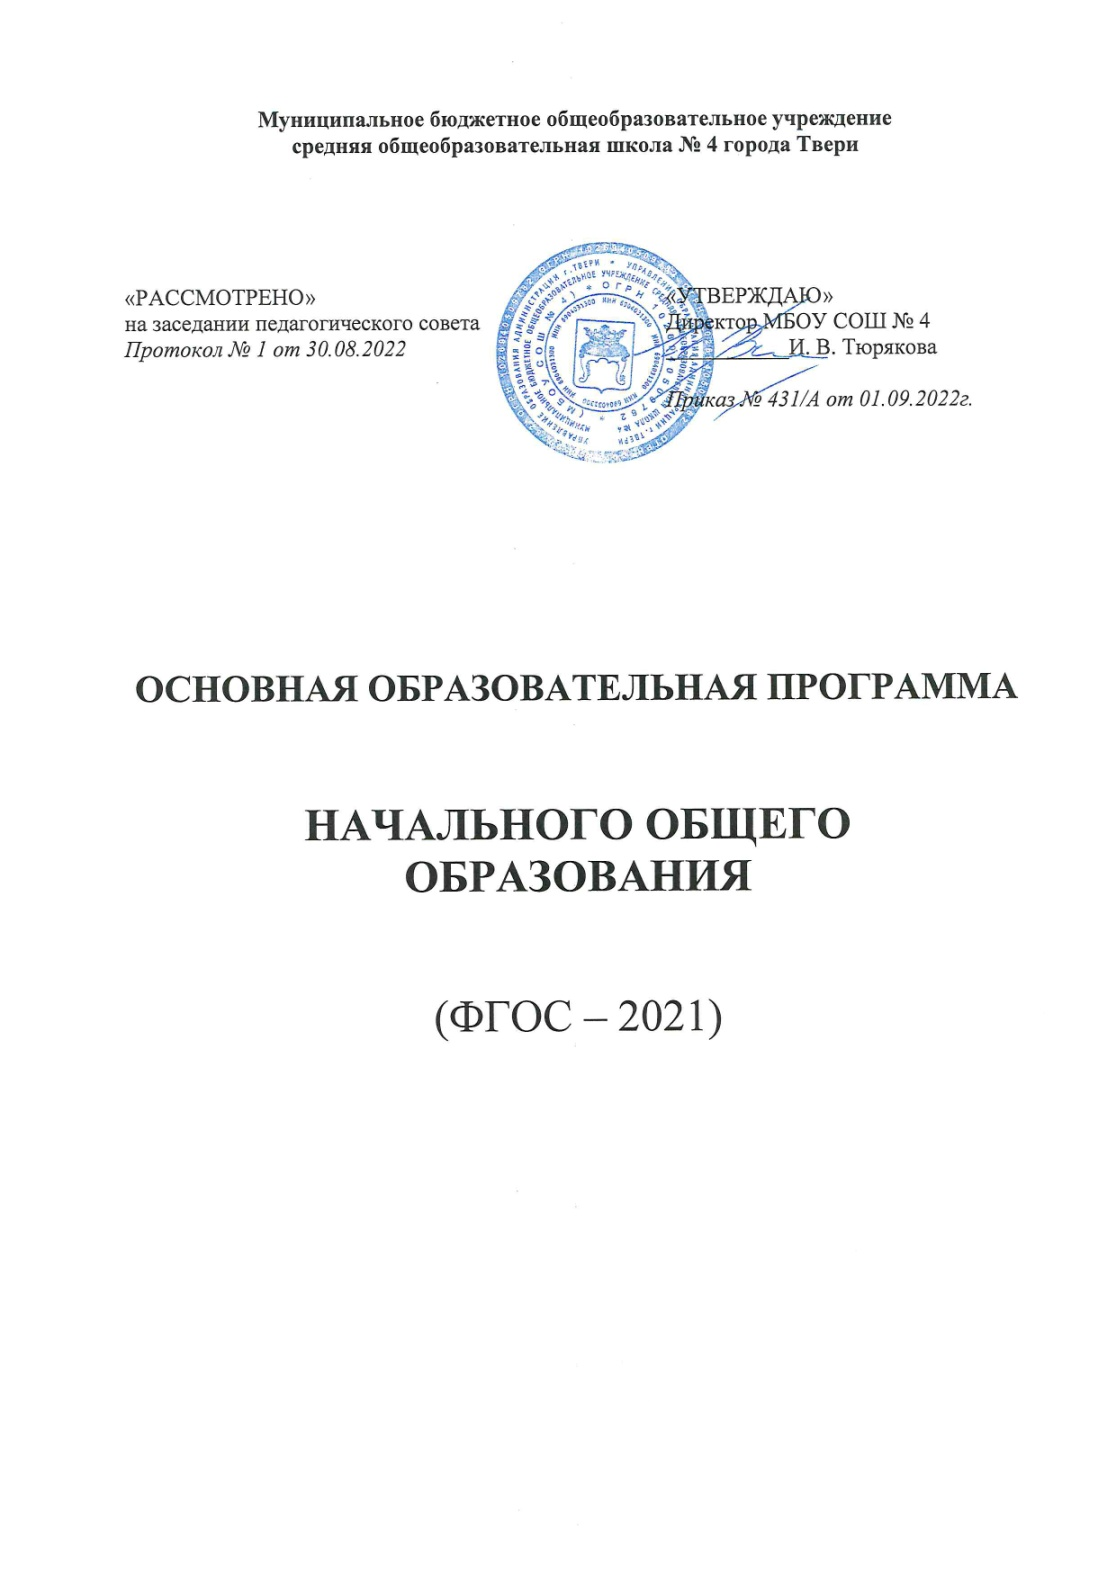 Муниципальное бюджетное общеобразовательное учреждение
средняя общеобразовательная школа № 4 города Твери
«РАССМОТРЕНО»
на заседании педагогического совета
Протокол № 1 от 30.08.2022
«УТВЕРЖДАЮ»
Директор МБОУ СОШ № 4
И. В. Тюрякова
Приказ № 431/А от 01.09.2022г.
ОСНОВНАЯ ОБРАЗОВАТЕЛЬНАЯ ПРОГРАММА
НАЧАЛЬНОГО ОБЩЕГО
ОБРАЗОВАНИЯ
(ФГОС – 2021)